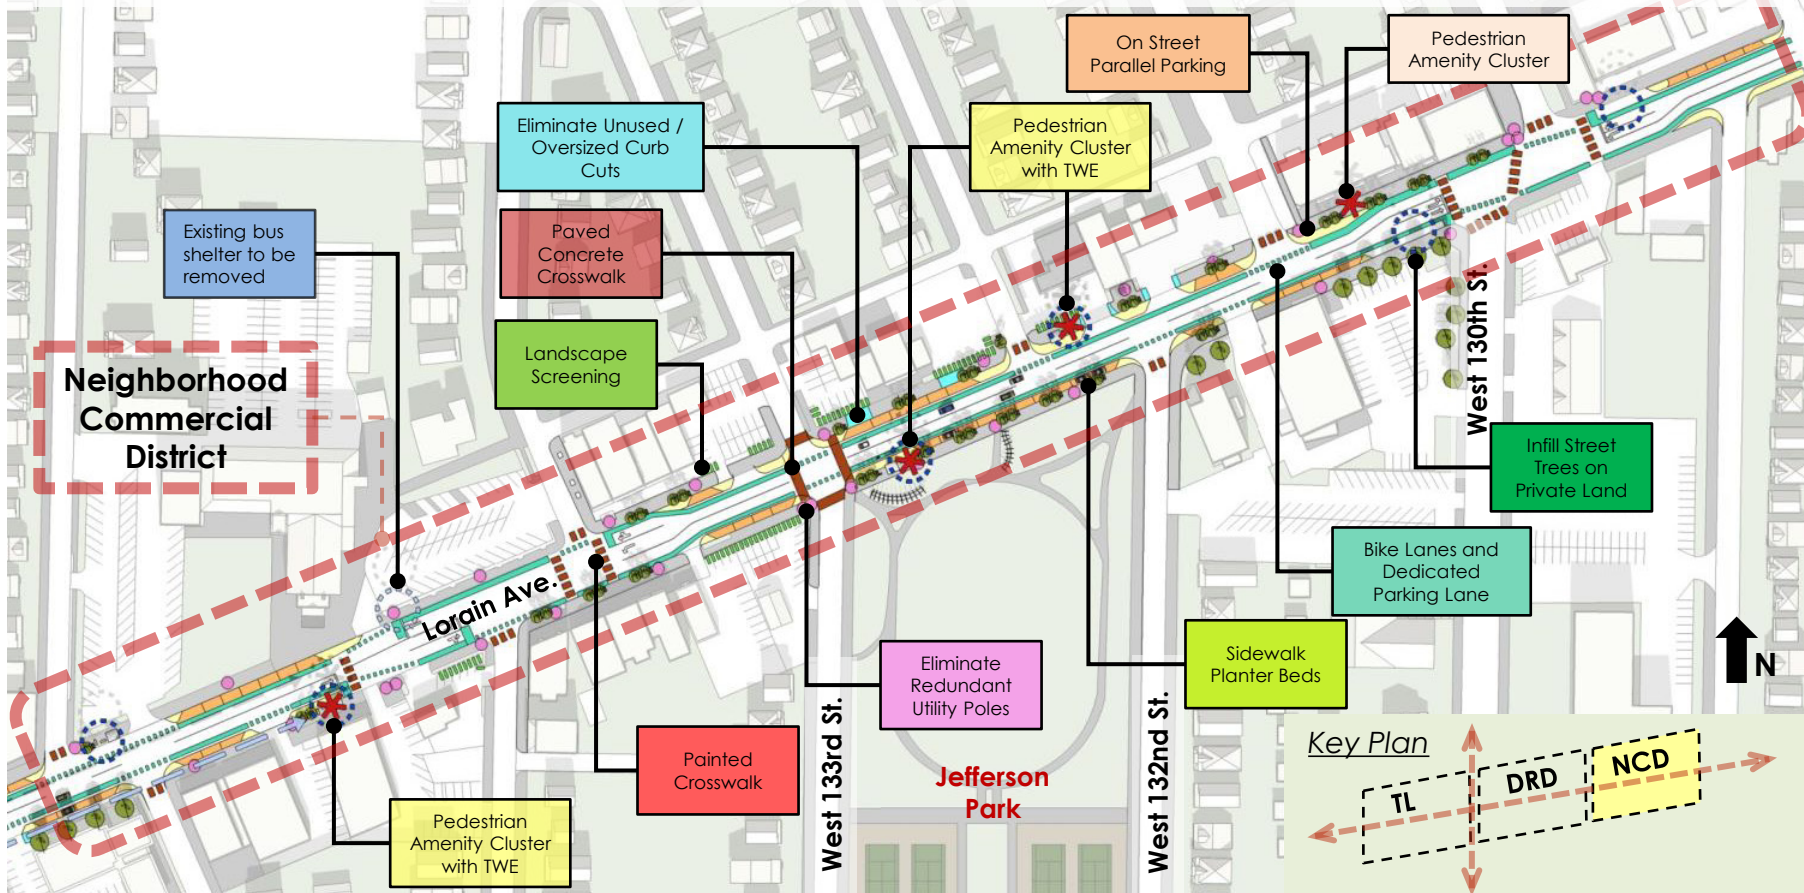 On Street
Parallel Parking
Pedestrian
Amenity Cluster
Eliminate Unused /
Oversized Curb
Cuts
Pedestrian
Amenity Cluster
with TWE
Existing bus
shelter to be
removed
Paved
Concrete
Crosswalk
Landscape
Screening
Neighborhood
Commercial
District
West 130th St.
Infill Street
Trees on
Private Land
Bike Lanes and
Dedicated
Parking Lane
Lorain Ave.
Sidewalk
Planter Beds
Eliminate
Redundant
Utility Poles
N
West 133rd St.
West 132nd St.
Painted
Crosswalk
Jefferson
Park
Pedestrian
Amenity Cluster
with TWE
Key Plan
TL
DRD
NCD